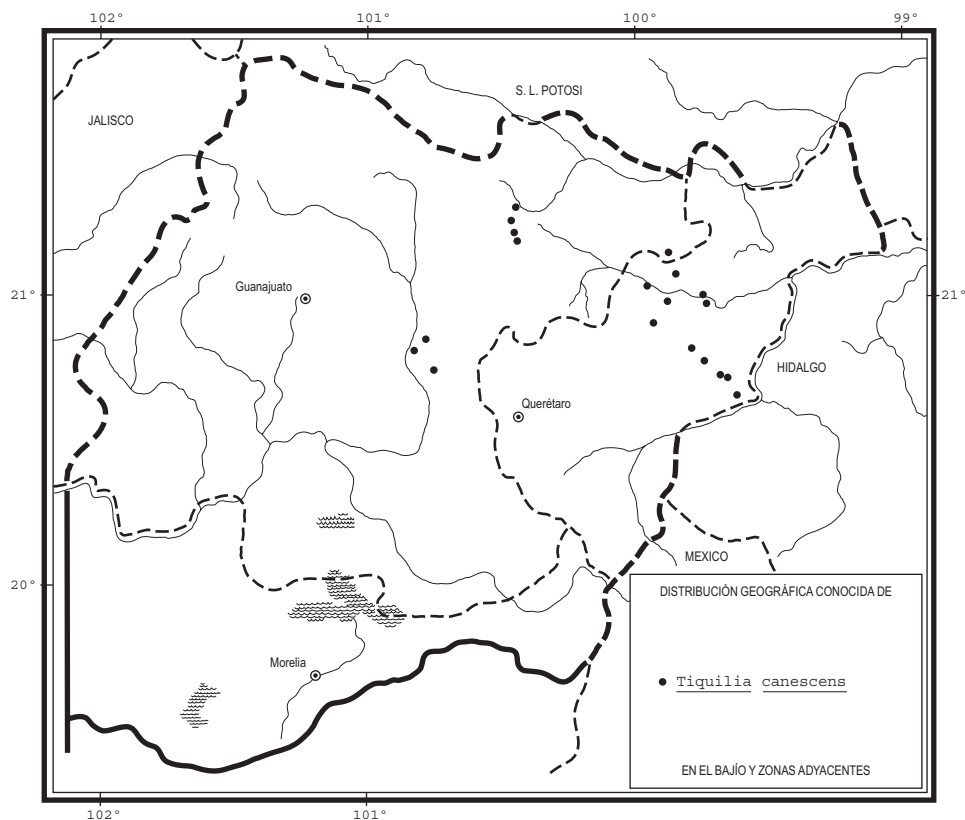 102°
101°
100°
99°
S. L. POTOSI
JALISCO
Guanajuato
21°
21°
HIDALGO
Querétaro
MEXICO
20°
DISTRIBUCIÓN GEOGRÁFICA CONOCIDA DE
Morelia
Tiquilia canescens
EN EL BAJÍO Y ZONAS ADYACENTES
102°
101°